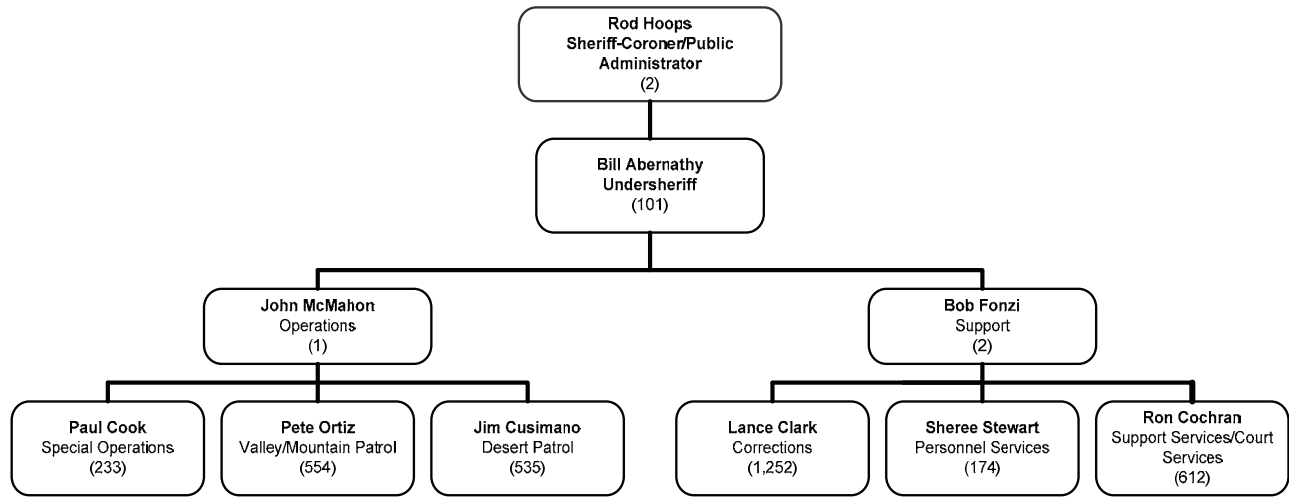 Rod Hoops
Sheriff-Coroner/Public
Administrator
(2)
Bill Abernathy
Undersheriff
(101)
John McMahon
Operations
(1)
Bob Fonzi
Support
(2)
Paul Cook
Special Operations
(233)
Pete Ortiz
Valley/Mountain Patrol
(554)
Jim Cusimano
Desert Patrol
(535)
Lance Clark
Corrections
(1,252)
Sheree Stewart
Personnel Services
(174)
Ron Cochran
Support Services/Court
Services
(612)